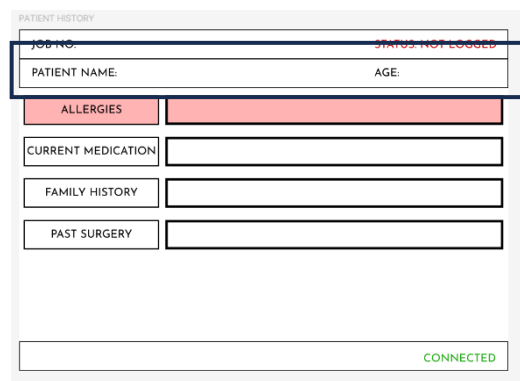 PATIENT HISTORY
JOB NO: STATUS: NOT LOGGED
PATIENT NAME: AGE:
ALLERGIES
CURRENT MEDICATION
FAMILY HISTORY
PAST SURGERY
CONNECTED